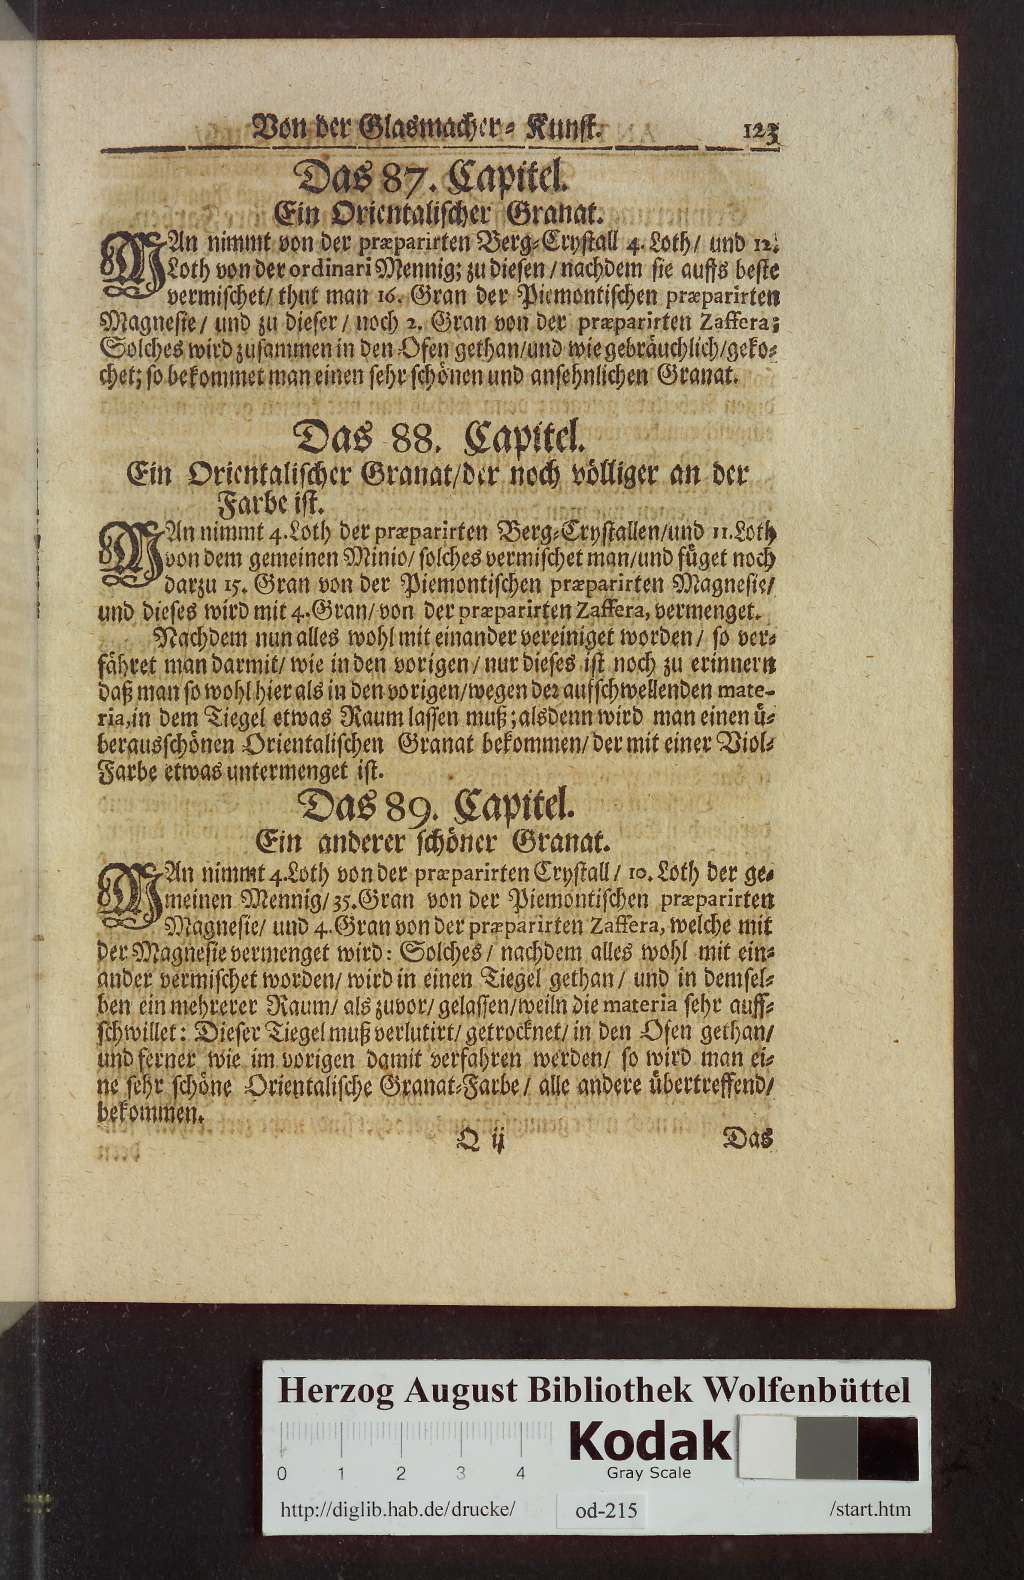 Von der Glasmacher-Kunst. 123
Das 87. Capitel.
Ein Orientalischer Granat.
MAn nimmt von der præparirten Berg-Crystall 4. Loth/ und 12.
Loth von der ordinari Mennig; zu diesen/ nachdem sie auffs beste
vermischet/ thut man 16. Gran der Piemontischen præparirten
Magnesie/ und zu dieser/ noch 2. Gran von der præparirten Zaffera;
Solches wird zusammen in den Ofen gethan/ und wie gebräuchlich/ geko-
chet; so bekommet man einen sehr schönen und ansehnlichen Granat.
Das 88. Capitel.
Ein Orientalischer Granat/ der noch völliger an der
Farbe ist.
MAn nimmt 4. Loth der præparirten Berg-Crystallen/ und 11. Loth
von dem gemeinen Minio/ solches vermischet man/ und füget noch
darzu 15. Gran von der Piemontischen præparirten Magnesie/
und dieses wird mit 4. Gran/ von der præparirten Zaffera, vermenget.
Nachdem nun alles wohl mit einander vereiniget worden/ so ver-
fähret man darmit/ wie in den vorigen/ nur dieses ist noch zu erinnern
daß man so wohl hier als in den vorigen/ wegen der aufschwellenden mate-
ria, in dem Tiegel etwas Raum lassen muß; alsdenn wird man einen ü-
berausschönen Orientalischen Granat bekommen/ der mit einer Viol-
Farbe etwas untermenget ist.
Das 89. Capitel.
Ein anderer schöner Granat.
MAn nimmt 4. Loth von der præparirten Crystall/ 10. Loth der ge-
meinen Mennig/ 35. Gran von der Piemontischen præparirten
Magnesie/ und 4. Gran von der præparirten Zaffera, welche mit
der Magnesie vermenget wird: Solches/ nachdem alles wohl mit ein-
ander vermischet worden/ wird in einen Tiegel gethan/ und in demsel-
ben ein mehrerer Raum/ als zuvor/ gelassen/ weiln die materia sehr auff-
schwillet: Dieser Tiegel muß verlutirt/ getrocknet/ in den Ofen gethan/
und ferner wie im vorigen damit verfahren werden/ so wird man ei-
ne sehr schöne Orientalische Granat-Farbe/ alle andere übertreffend/
bekommen.
Q ij Das
Herzog August Bibliothek Wolfenbüttel
Kodak
0 1 2 3 4 Gray Scale
http://diglib.hab.de/drucke/ od-215 /start.htm